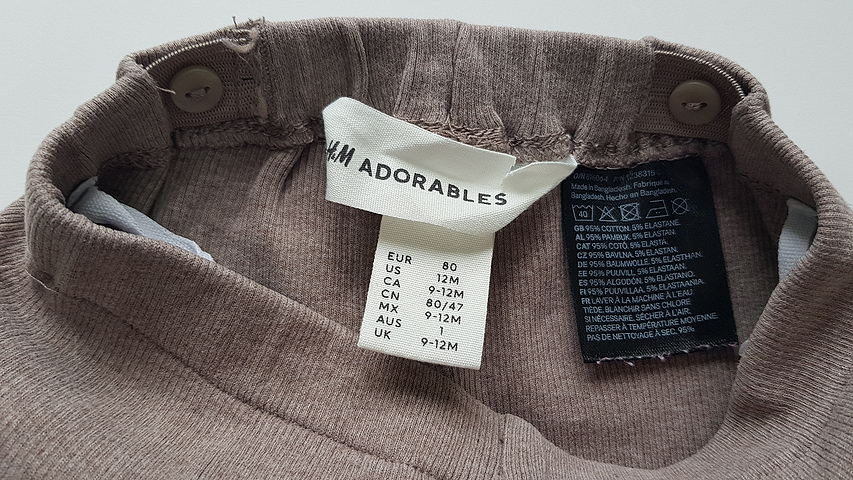 H&M ADORABLES
EUR 80
US 12M
CA 9-12M
CN 80/47
MX 9-12M
AUS 1
UK 9-12M
Made in Bangladesh. Fabriqué
Bangladesh. Hecho en Bangladesh.
40
GB 95% COTTON. 5% ELASTANE.
AL 95% PAMBUK. 5% ELASTAN.
CAT 95% COTÓ. 5% ELASTÀ.
CZ 95% BAVLNA. 5% ELASTAN.
DE 95% BAUMWOLLE. 5% ELASTHAN.
EE 95% PUUVILL. 5% ELASTAAN.
ES 95% ALGODÓN. 5% ELASTANO.
FI 95% PUUVILLAA. 5% ELASTAANIA.
FR LAVER À LA MACHINE À L'EAU
TIÈDE. BLANCHIR SANS CHLORE
SI NÉCESSAIRE. SÉCHER À L'AIR.
REPASSER À TEMPÉRATURE MOYENNE.
PAS DE NETTOYAGE À SEC. 95%